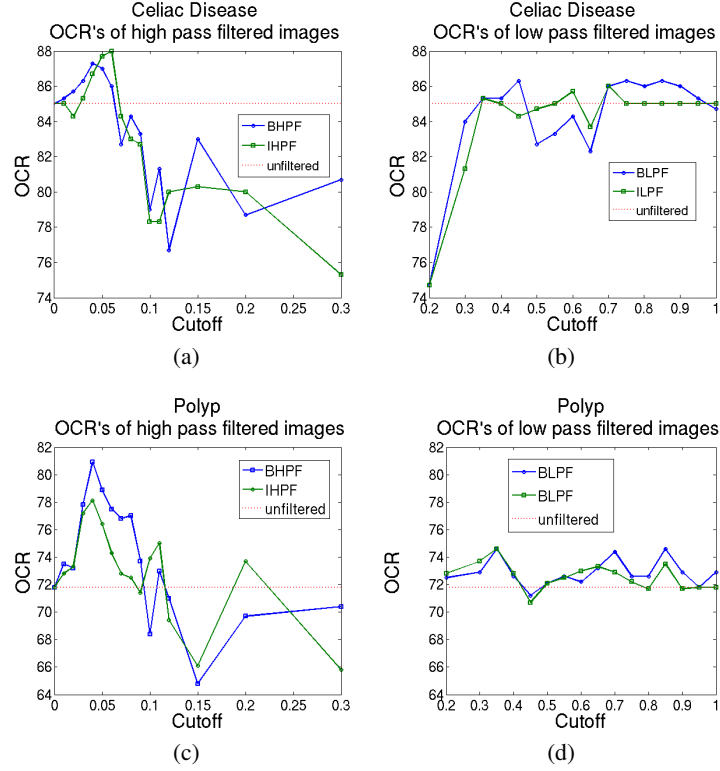 Celiac Disease
OCR's of high pass filtered images
88
86
84
82
80
78
76
74
OCR
BHPF
IHPF
unfiltered
0
0.05
0.1
0.15
0.2
0.25
0.3
Cutoff
(a)
Celiac Disease
OCR's of low pass filtered images
88
86
84
82
80
78
76
74
OCR
BLPF
ILPF
unfiltered
0.2
0.3
0.4
0.5
0.6
0.7
0.8
0.9
1
Cutoff
(b)
Polyp
OCR's of high pass filtered images
82
80
78
76
74
72
70
68
66
64
OCR
BHPF
IHPF
unfiltered
0
0.05
0.1
0.15
0.2
0.25
0.3
Cutoff
(c)
Polyp
OCR's of low pass filtered images
82
80
78
76
74
72
70
68
66
64
OCR
BLPF
BLPF
unfiltered
0.2
0.3
0.4
0.5
0.6
0.7
0.8
0.9
1
Cutoff
(d)